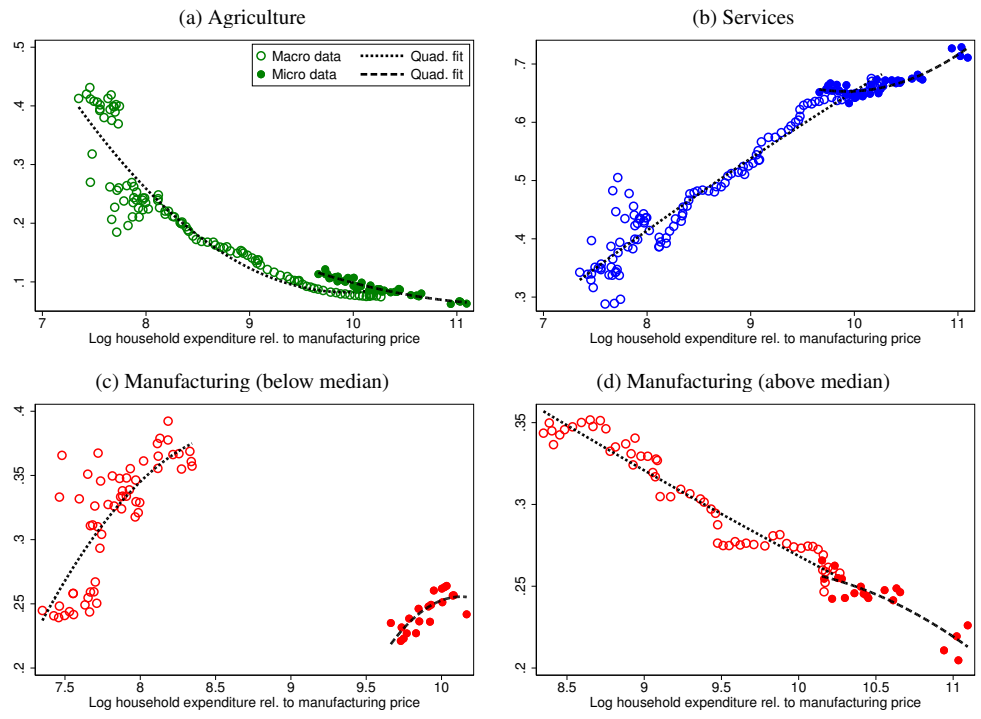 (a) Agriculture
.5
.4
.3
.2
.1
Macro data
Quad. fit
Micro data
Quad. fit
7 8 9 10 11
Log household expenditure rel. to manufacturing price
(b) Services
.7
.6
.5
.4
.3
7 8 9 10 11
Log household expenditure rel. to manufacturing price
(c) Manufacturing (below median)
.4
.35
.3
.25
.2
7.5 8 8.5 9 9.5 10
Log household expenditure rel. to manufacturing price
(d) Manufacturing (above median)
.35
.3
.25
.2
8.5 9 9.5 10 10.5 11
Log household expenditure rel. to manufacturing price